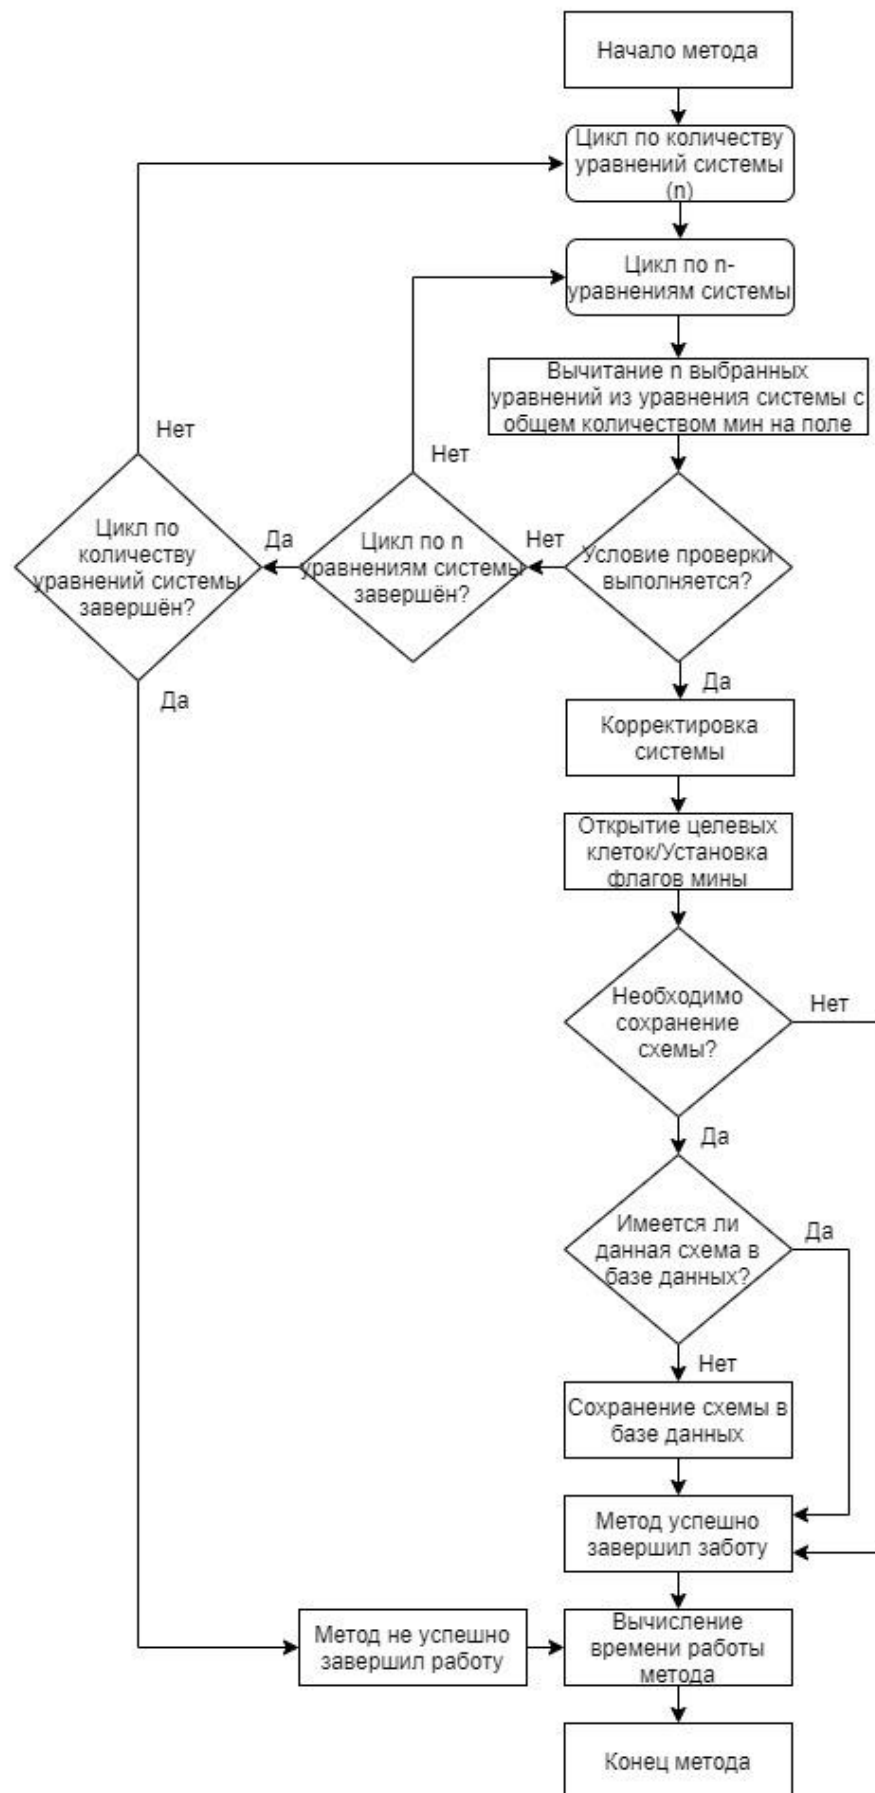 Начало метода
Цикл по количеству
уравнений системы
(n)
Цикл по n-
уравнениям системы
Вычитание n выбранных
уравнений из уравнения системы с
общем количеством мин на поле
Нет
Нет
Цикл по
количеству
уравнений системы
завершён?
Да
Цикл по n
уравнениям системы
завершён?
Нет
Условие проверки
выполняется?
Да
Да
Корректировка
системы
Открытие целевых
клеток/Установка
флагов мины
Необходимо
сохранение
схемы?
Нет
Да
Имеется ли
данная схема в
базе данных?
Да
Нет
Сохранение схемы в
базе данных
Метод успешно
завершил заботу
Метод не успешно
завершил работу
Вычисление
времени работы
метода
Конец метода